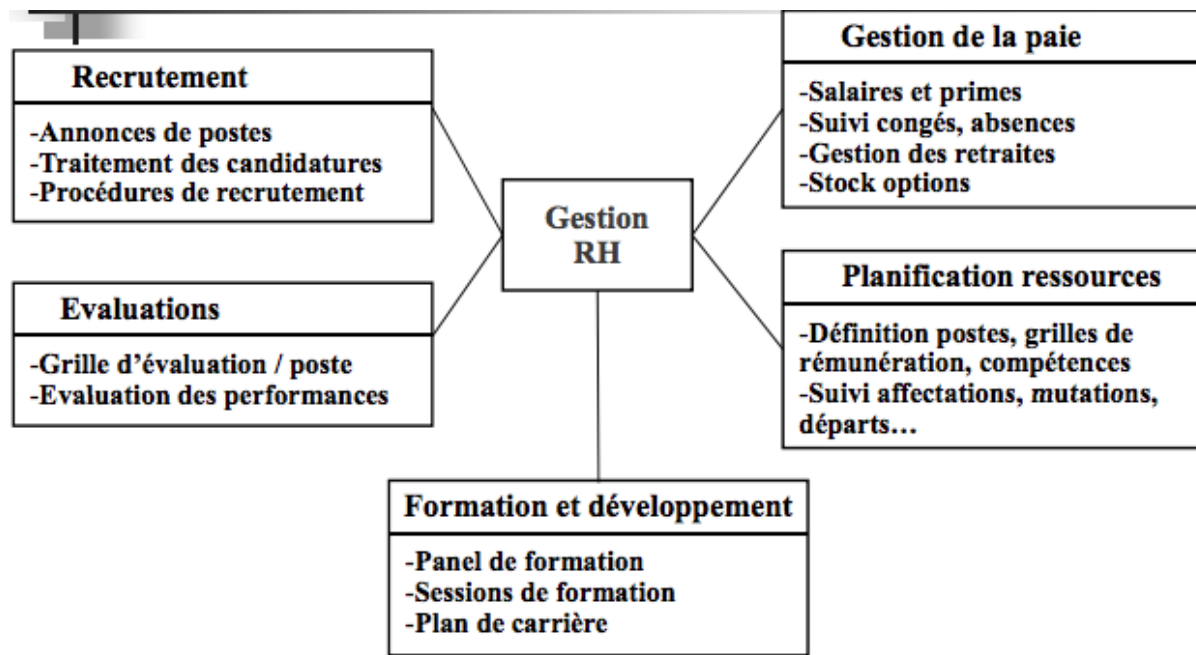 Recrutement
-Annonces de postes
-Traitement des candidatures
-Procédures de recrutement
Gestion de la paie
-Salaires et primes
-Suivi congés, absences
-Gestion des retraites
-Stock options
Gestion
RH
Evaluations
-Grille d’évaluation / poste
-Evaluation des performances
Planification ressources
-Définition postes, grilles de
rémunération, compétences
-Suivi affectations, mutations,
départs…
Formation et développement
-Panel de formation
-Sessions de formation
-Plan de carrière